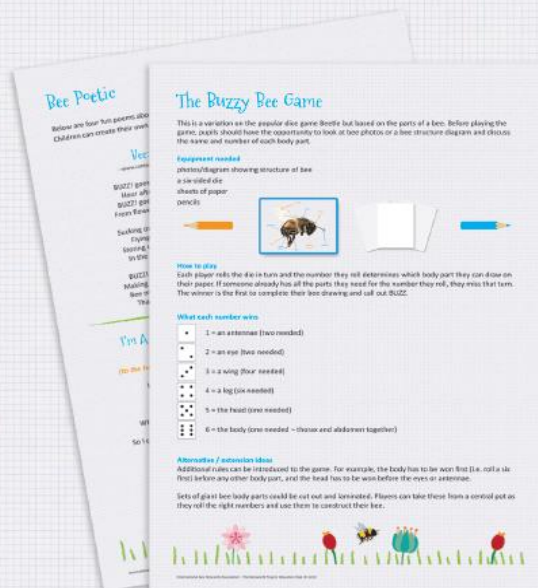 Bee Poetic
Below are four fun poems abo
Children can create their own
BUZZ! gam
Hour aft
BUZZ! gam
From flow
Seeking
Flying
In the
BUZZ!
Making
Bee
Tha
I'm A
So I
The Buzzy Bee Game
This is a variation on the popular dice game Beetle but based on the parts of a bee. Before playing the
game, pupils should have the opportunity to look at bee photos or a bee structure diagram and discuss
the name and number of each body part.
Equipment needed
photos/diagram showing structure of bee
a six-sided die
sheets of paper
pencils
How to play
Each player rolls the die in turn and the number they roll determines which body part they can draw on
their paper. If someone already has all the parts they need for the number they roll, they miss that turn.
The winner is the first to complete their bee drawing and call out BUZZ.
What each number wins
1 = an antennae (two needed)
2 = an eye (two needed)
3 = a wing (four needed)
4 = a leg (six needed)
5 = the head (one needed)
6 = the body (one needed – thorax and abdomen together)
Alternative / extension ideas
Additional rules can be introduced to the game. For example, the body has to be won first (i.e. roll a six
first) before any other body part, and the head has to be won before the eyes or antennae.
Sets of giant bee body parts could be cut out and laminated. Players can take these from a central pot as
they roll the right numbers and use them to construct their bee.